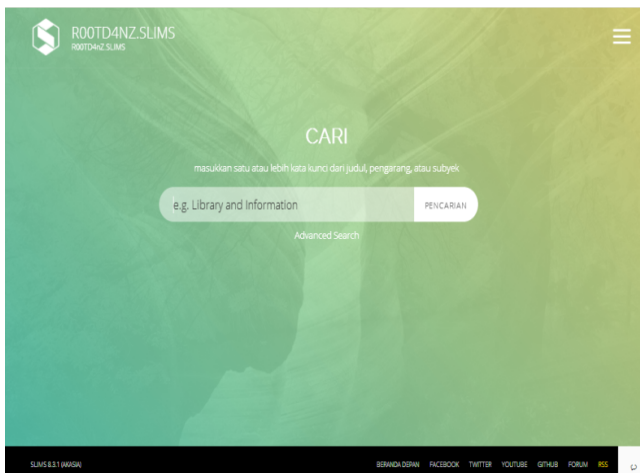 R00TD4NZ.SLIMS
R00TD4nZ.SLIMS
CARI
masukkan satu atau lebih kata kunci dari judul, pengarang, atau subyek
e.g. Library and Information
PENCARIAN
Advanced Search
SLIMS 8.3.1 (AKASIA)
BERANDA DEPAN FACEBOOK TWITTER YOUTUBE GITHUB FORUM RSS